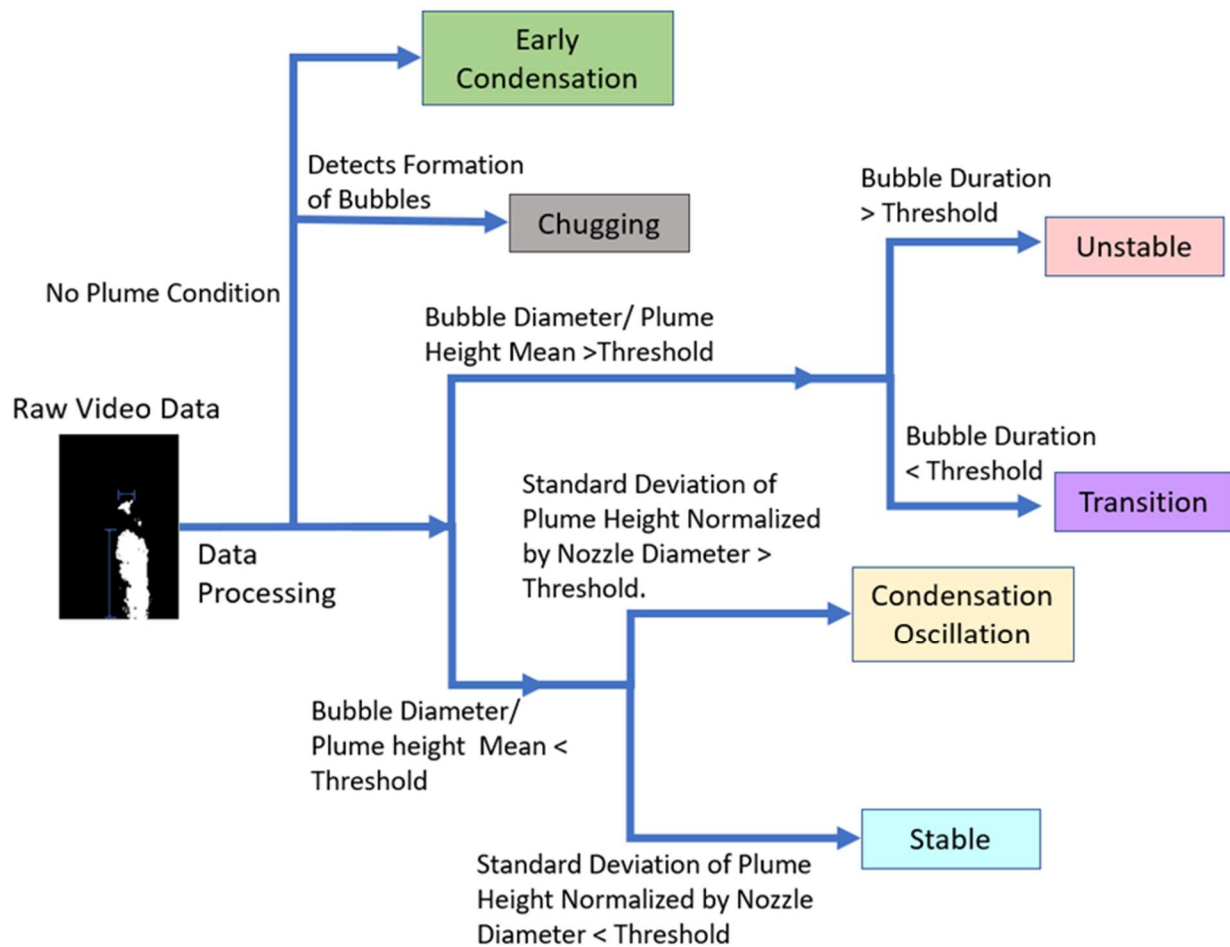 Early
Condensation
Detects Formation
of Bubbles
Chugging
No Plume Condition
Bubble Duration
> Threshold
Unstable
Bubble Diameter/ Plume
Height Mean >Threshold
Raw Video Data
Bubble Duration
< Threshold
Transition
Standard Deviation of
Plume Height Normalized
by Nozzle Diameter >
Threshold.
Data
Processing
Condensation
Oscillation
Bubble Diameter/
Plume height  Mean <
Threshold
Stable
Standard Deviation of Plume
Height Normalized by Nozzle
Diameter < Threshold